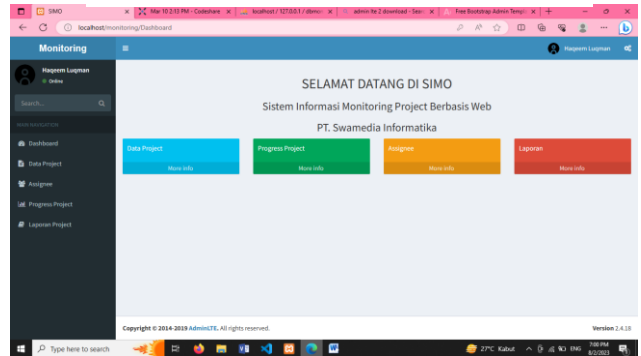 SIMO
Mar 10 2:13 PM - Codeshare
localhost / 127.0.0.1 /
admin lte 2 download -
Free Bootstrap Admin
localhost/monitoring/Dashboard
Monitoring
Haqeem Luqman
Haqeem Luqman
Online
Search...
MAIN NAVIGATION
Dashboard
Data Project
Assignee
Progress Project
Laporan Project
SELAMAT DATANG DI SIMO
Sistem Informasi Monitoring Project Berbasis Web
PT. Swamedia Informatika
Data Project
Progress Project
Assignee
Laporan
More info
More info
More info
More info
Copyright © 2014-2019 AdminLTE. All rights reserved.
Version 2.4.18
Type here to search
27°C Kabut
ENG
7:00 PM
8/2/2023